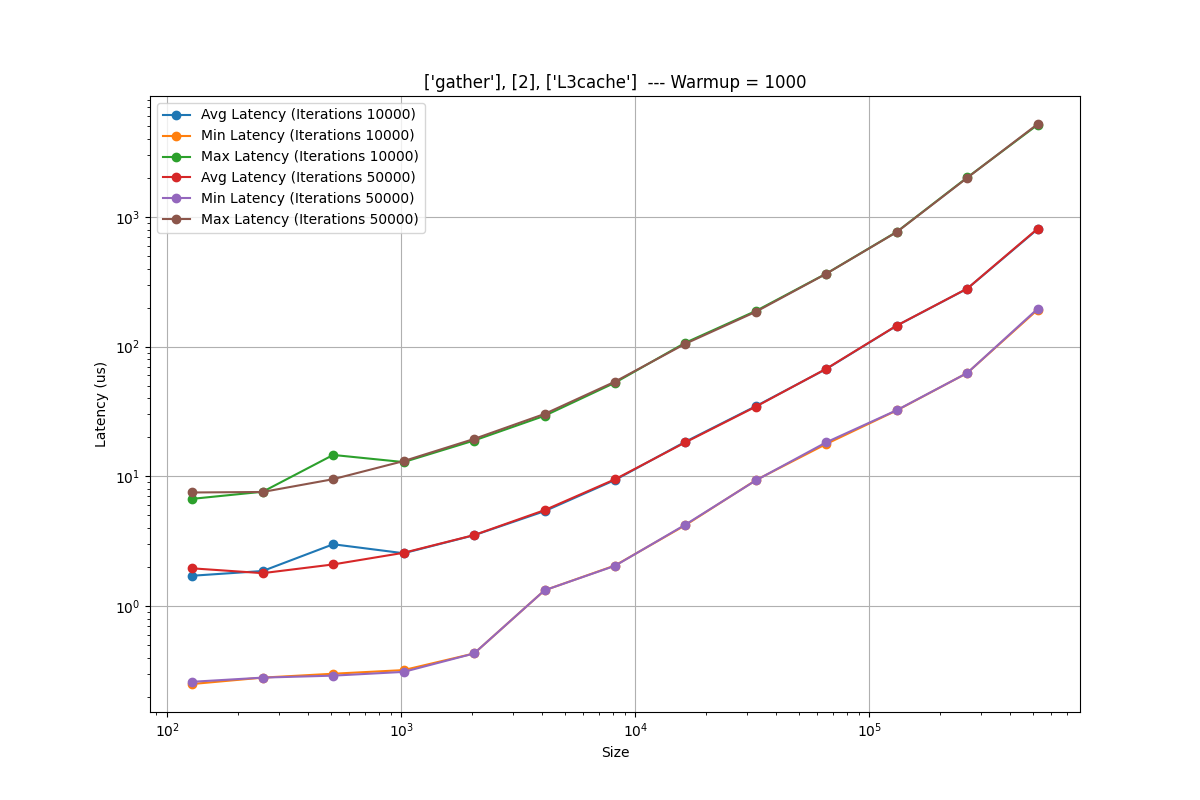 ['gather'], [2], ['L3cache']  --- Warmup = 1000
Avg Latency (Iterations 10000)
Min Latency (Iterations 10000)
Max Latency (Iterations 10000)
Avg Latency (Iterations 50000)
Min Latency (Iterations 50000)
Max Latency (Iterations 50000)
10³
10²
10¹
10⁰
Latency (us)
10² 10³ 10⁴ 10⁵
Size